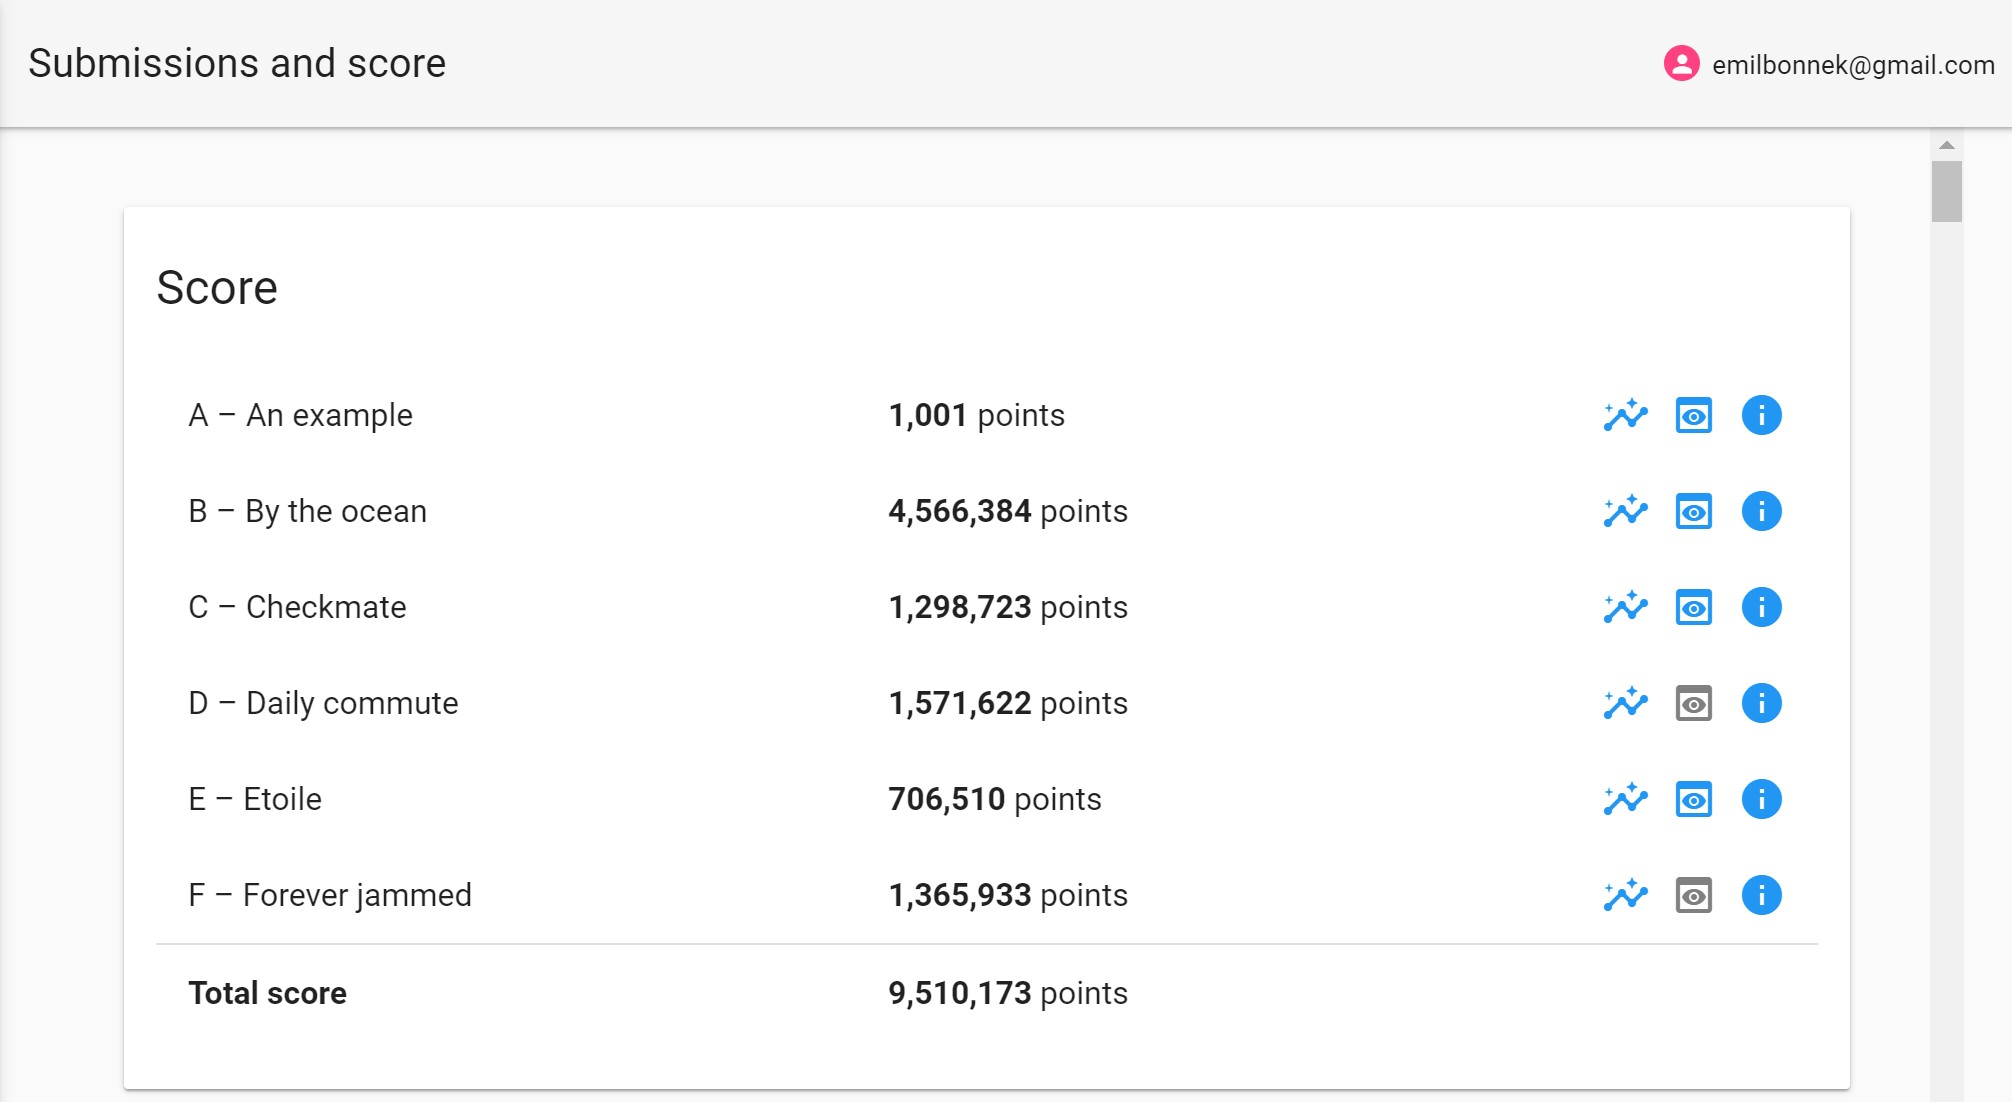 Submissions and score
emilbonnek@gmail.com
Score
A – An example 1,001 points
B – By the ocean 4,566,384 points
C – Checkmate 1,298,723 points
D – Daily commute 1,571,622 points
E – Etoile 706,510 points
F – Forever jammed 1,365,933 points
Total score 9,510,173 points